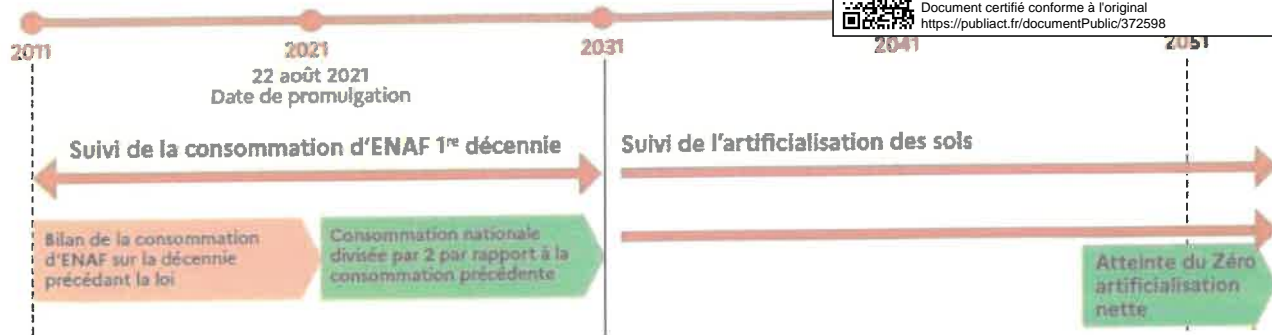 Document certifié conforme à l'original
https://publiact.fr/documentPublic/372598
2011
2021
2031
2041
2051
22 août 2021
Date de promulgation
Suivi de la consommation d'ENAF 1re décennie
Suivi de l'artificialisation des sols
Bilan de la consommation
d'ENAF sur la décennie
précédant la loi
Consommation nationale
divisée par 2 par rapport à la
consommation précédente
Atteinte du Zéro
artificialisation
nette